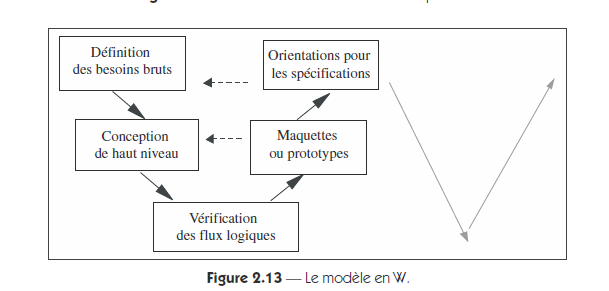 Définition
des besoins bruts
Orientations pour
les spécifications
Conception
de haut niveau
Maquettes
ou prototypes
Vérification
des flux logiques
Figure 2.13 — Le modèle en W.